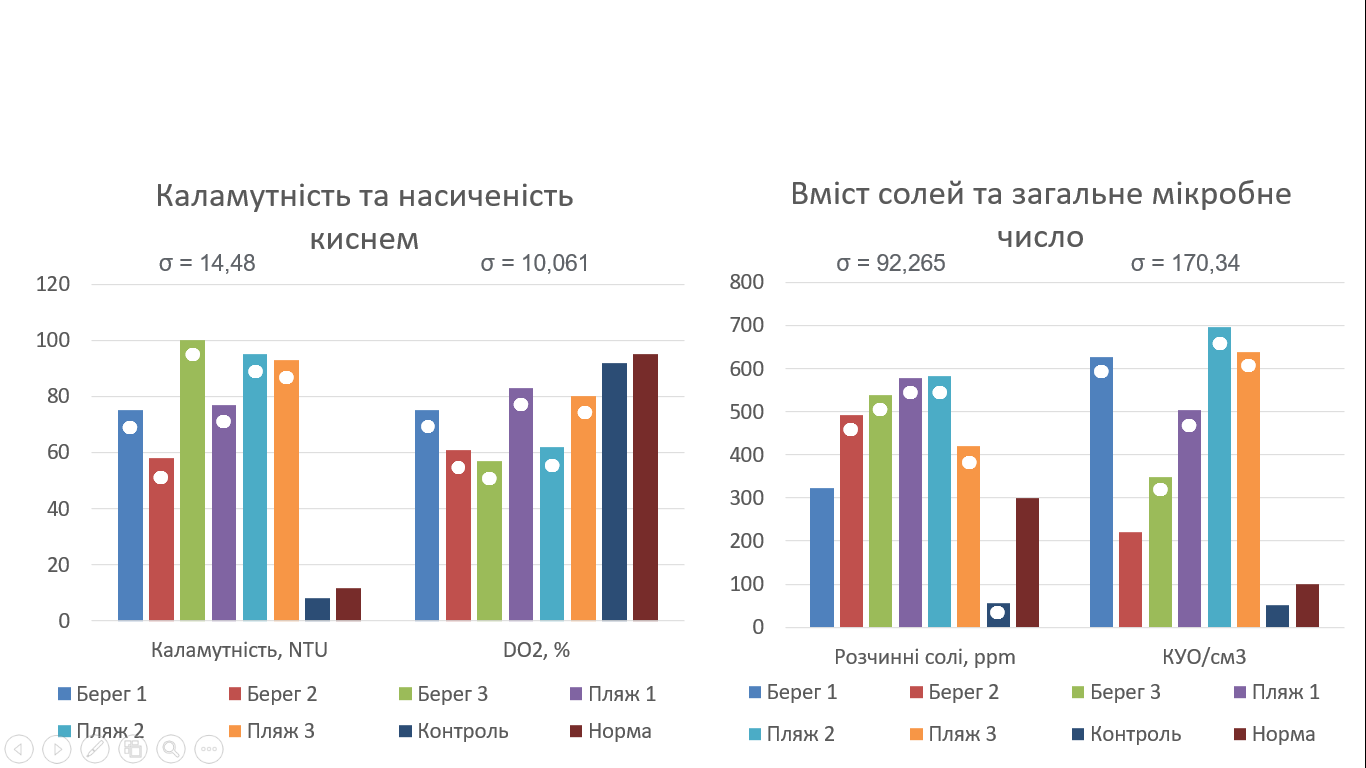 Каламутність та насиченість
киснем
σ = 14,48
σ = 10,061
120
100
80
60
40
20
0
Каламутність, NTU
DO2, %
Берег 1
Берег 2
Берег 3
Пляж 1
Пляж 2
Пляж 3
Контроль
Норма
Вміст солей та загальне мікробне
число
σ = 92,265
σ = 170,34
800
700
600
500
400
300
200
100
0
Розчинні солі, ppm
КУО/см3
Берег 1
Берег 2
Берег 3
Пляж 1
Пляж 2
Пляж 3
Контроль
Норма